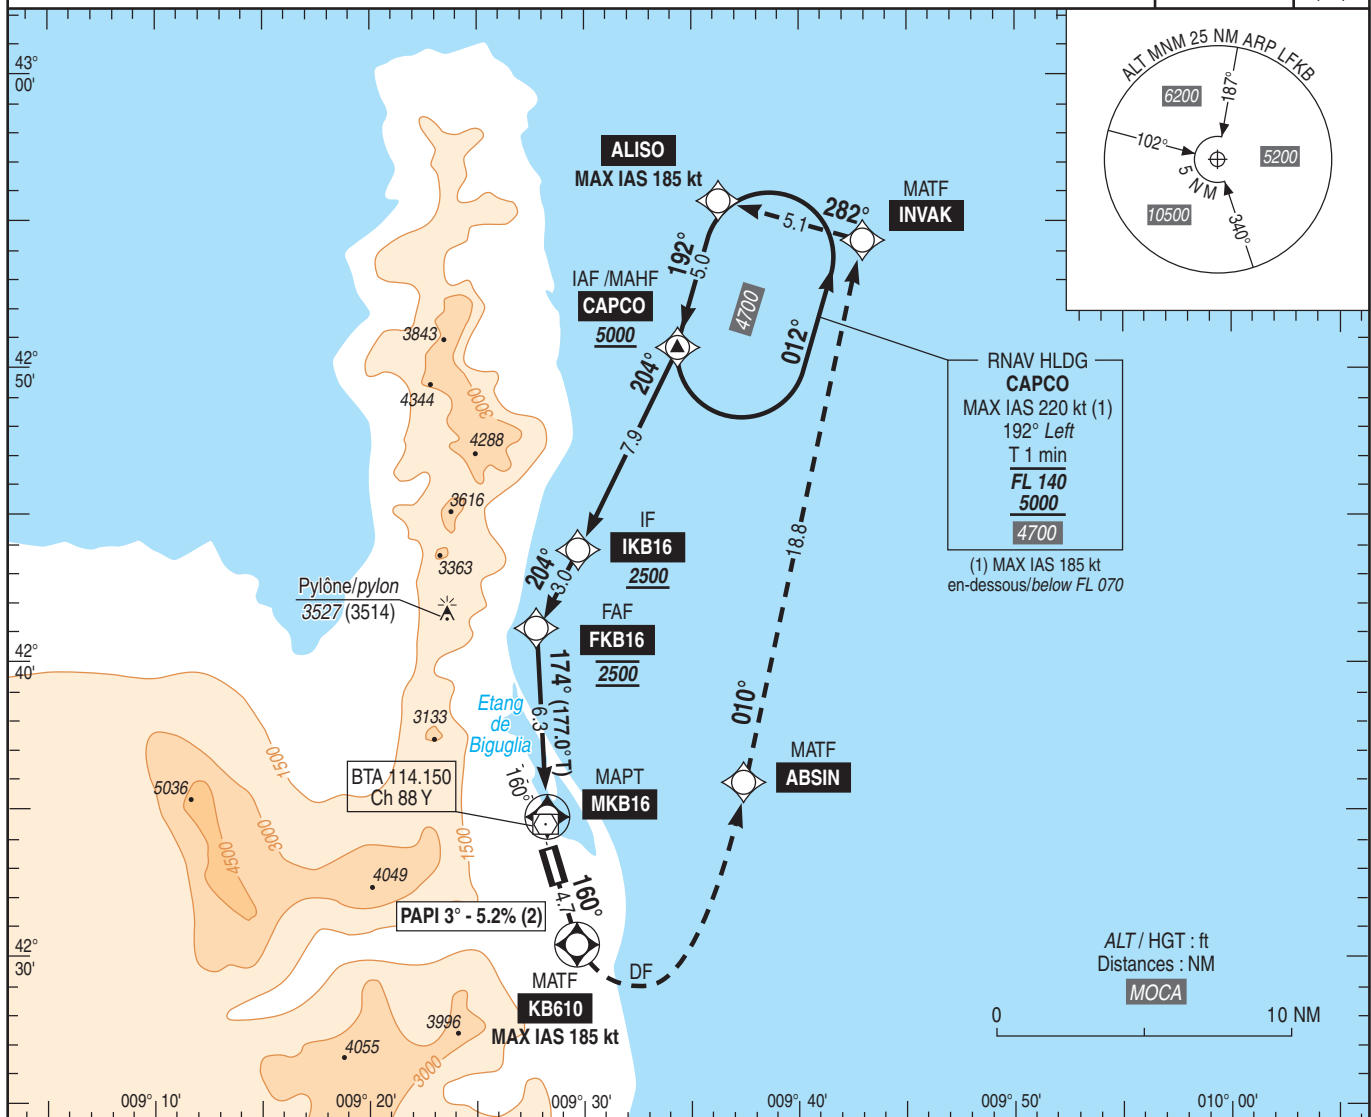 43°
00'
42°
50'
42°
40'
42°
30'
009° 10'
009° 20'
009° 30'
009° 40'
009° 50'
010° 00'
ALT MNM 25 NM ARP LFKB
6200
187°
102°
5200
5 NM
10500
340°
ALISO
MAX IAS 185 kt
MATF
INVAK
282°
5.1
192°
5.0
IAF /MAHF
CAPCO
5000
4700
012°
204°
7.9
RNAV HLDG
CAPCO
MAX IAS 220 kt (1)
192° Left
T 1 min
FL 140
5000
4700
(1) MAX IAS 185 kt
en-dessous/below FL 070
3843
4344
3000
4288
3616
3363
Pylône/pylon
3527 (3514)
IF
IKB16
2500
204°
3.0
FAF
FKB16
2500
174° (177.0° T)
6.3
18.8
010°
3133
Etang
de
Biguglia
1500
BTA 114.150
Ch 88 Y
160°
MAPT
MKB16
MATF
ABSIN
5036
3000
4500
1500
4049
PAPI 3° - 5.2% (2)
160°
4.7
DF
MATF
KB610
MAX IAS 185 kt
3996
4055
3000
ALT / HGT : ft
Distances : NM
MOCA
0
10 NM